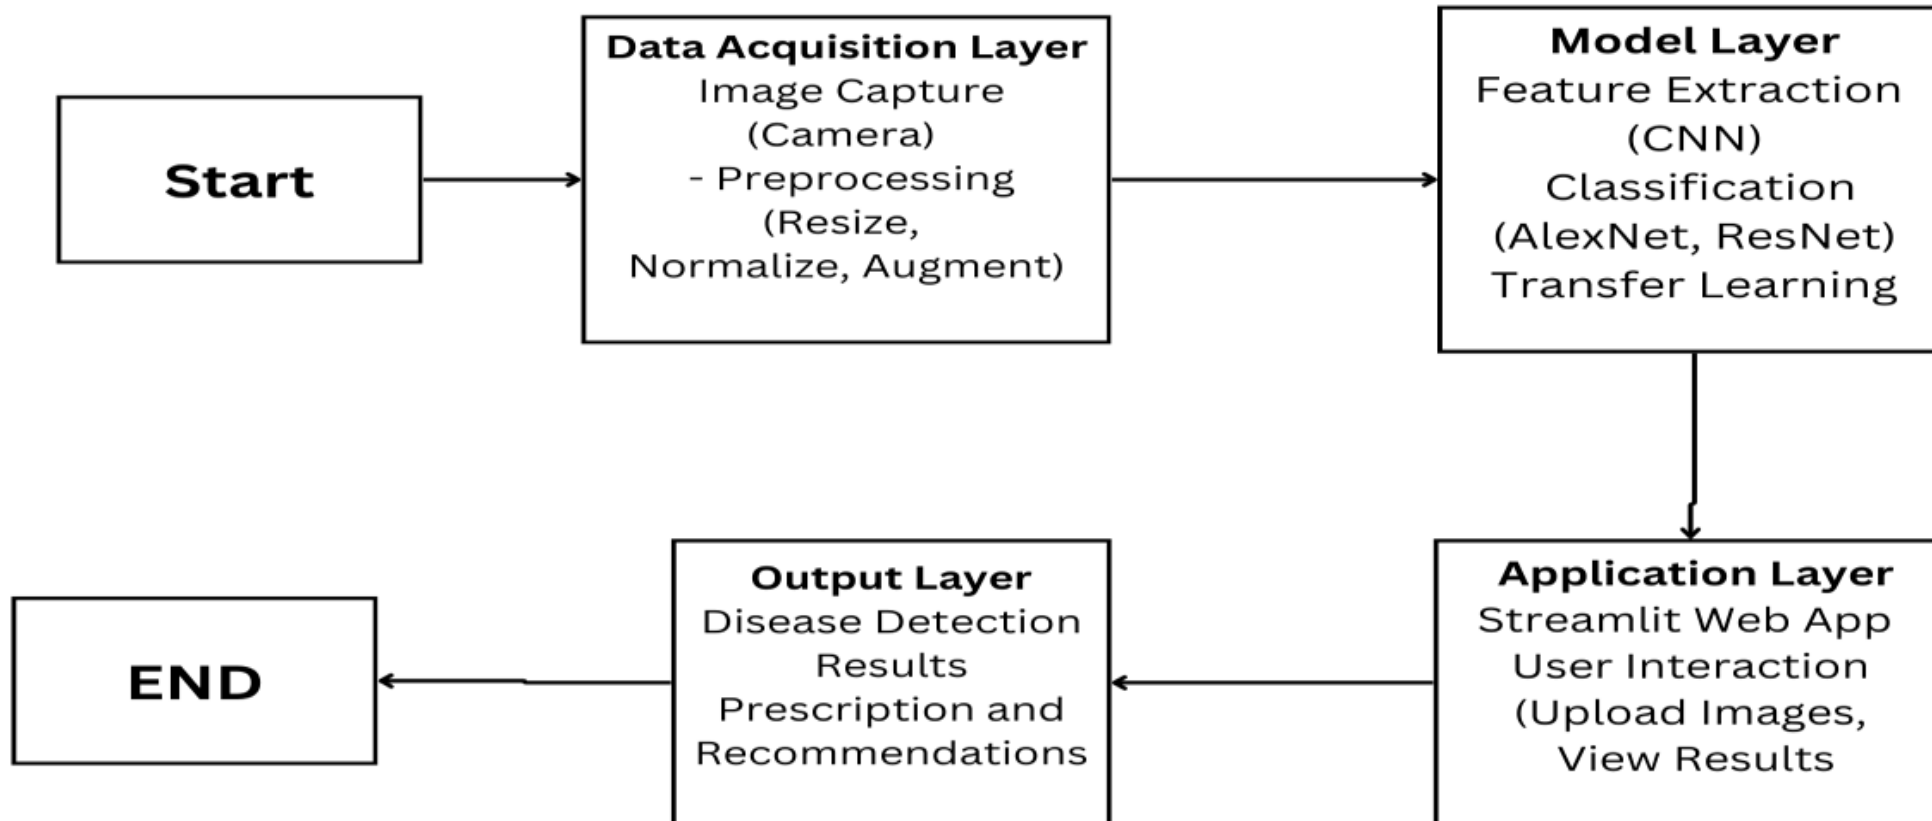 Start
Data Acquisition Layer
Image Capture
(Camera)
- Preprocessing
(Resize,
Normalize, Augment)
Model Layer
Feature Extraction
(CNN)
Classification
(AlexNet, ResNet)
Transfer Learning
Application Layer
Streamlit Web App
User Interaction
(Upload Images,
View Results
Output Layer
Disease Detection
Results
Prescription and
Recommendations
END